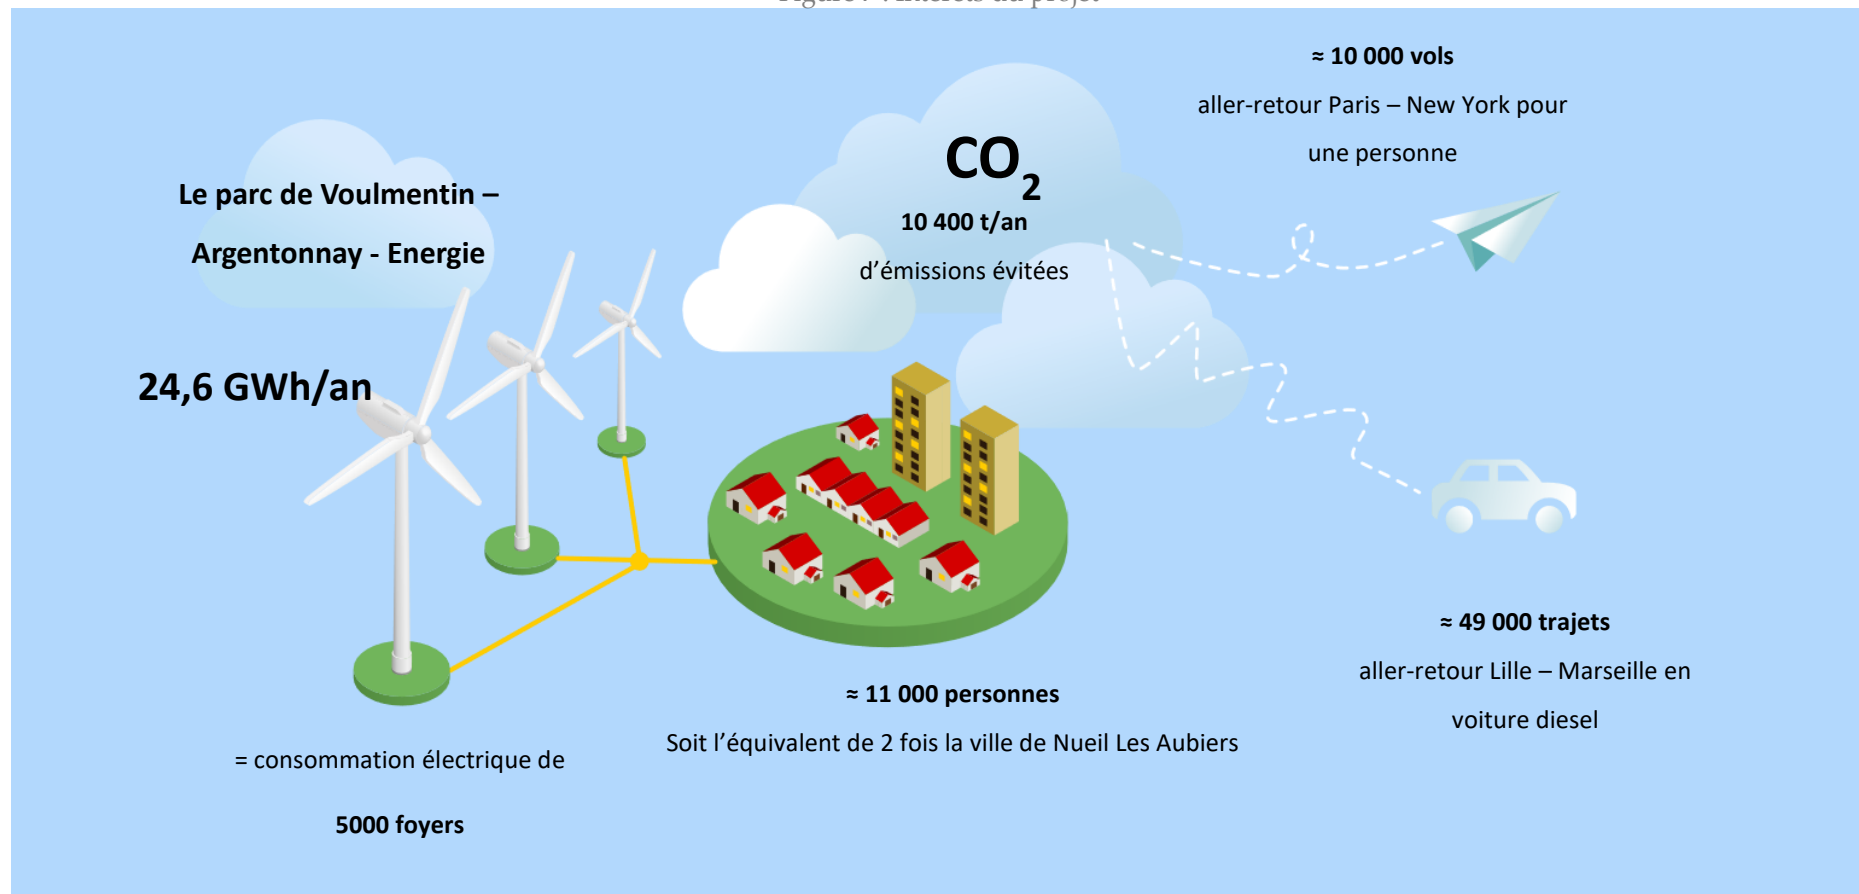 Le parc de Voulmentin –
Argentonnay - Energie
24,6 GWh/an
= consommation électrique de
5000 foyers
CO2
10 400 t/an
d’émissions évitées
≈ 11 000 personnes
Soit l’équivalent de 2 fois la ville de Nueil Les Aubiers
≈ 10 000 vols
aller-retour Paris – New York pour
une personne
≈ 49 000 trajets
aller-retour Lille – Marseille en
voiture diesel